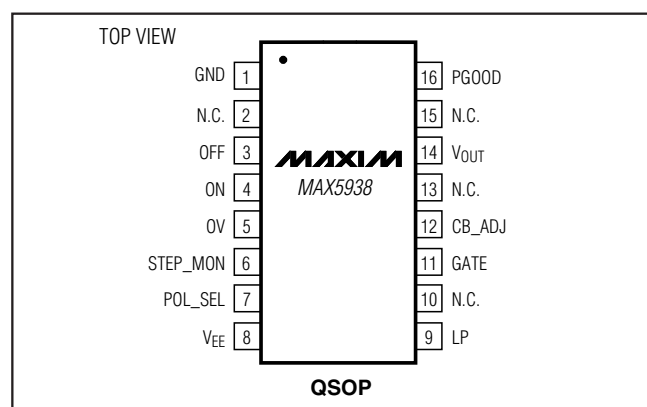 TOP VIEW
GND 1
N.C. 2
OFF 3
ON 4
OV 5
STEP_MON 6
POL_SEL 7
VEE 8
MAXIM
MAX5938
16 PGOOD
15 N.C.
14 VOUT
13 N.C.
12 CB_ADJ
11 GATE
10 N.C.
9 LP
QSOP